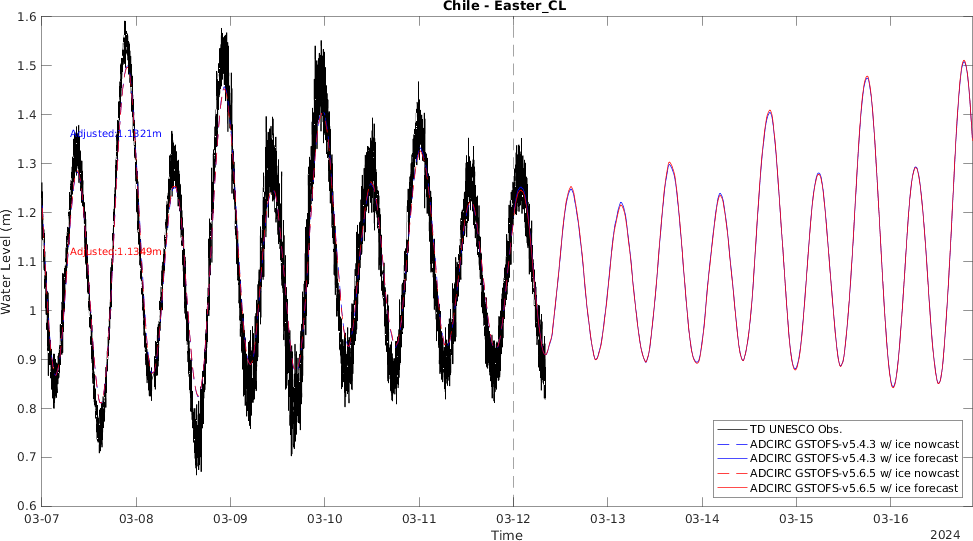 Chile - Easter_CL
1.6
1.5
1.4
1.3
1.2
1.1
1
0.9
0.8
0.7
0.6
Water Level (m)
Adjusted:1.1321m
Adjusted:1.1349m
TD UNESCO Obs.
ADCIRC GSTOFS-v5.4.3 w/ ice nowcast
ADCIRC GSTOFS-v5.4.3 w/ ice forecast
ADCIRC GSTOFS-v5.6.5 w/ ice nowcast
ADCIRC GSTOFS-v5.6.5 w/ ice forecast
03-07 03-08 03-09 03-10 03-11 03-12 03-13 03-14 03-15 03-16
Time
2024